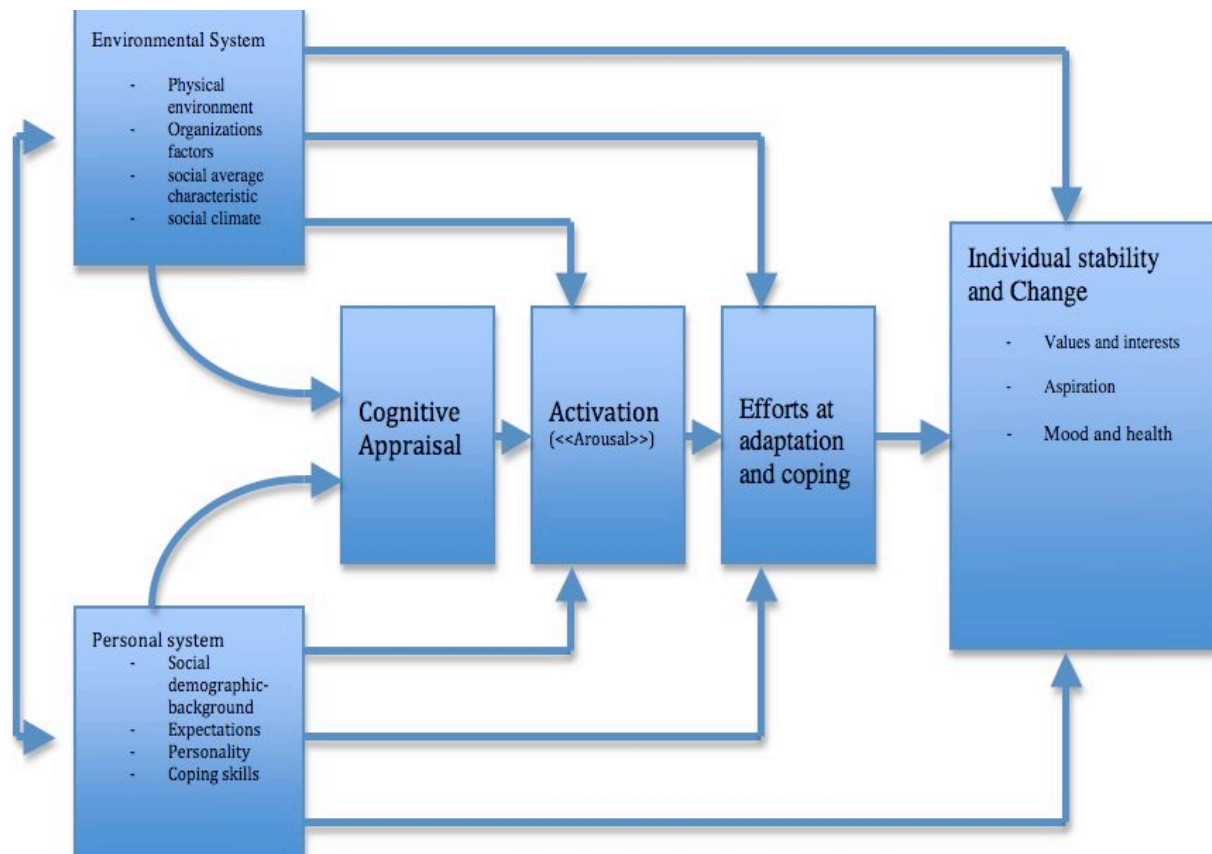 Environmental System
- Physical
environment
- Organizations
factors
- social average
characteristic
- social climate
Cognitive
Appraisal
Activation
(<<Arousal>>)
Efforts at
adaptation
and coping
Individual stability
and Change
- Values and interests
- Aspiration
- Mood and health
Personal system
- Social
demographic-
background
- Expectations
- Personality
- Coping skills